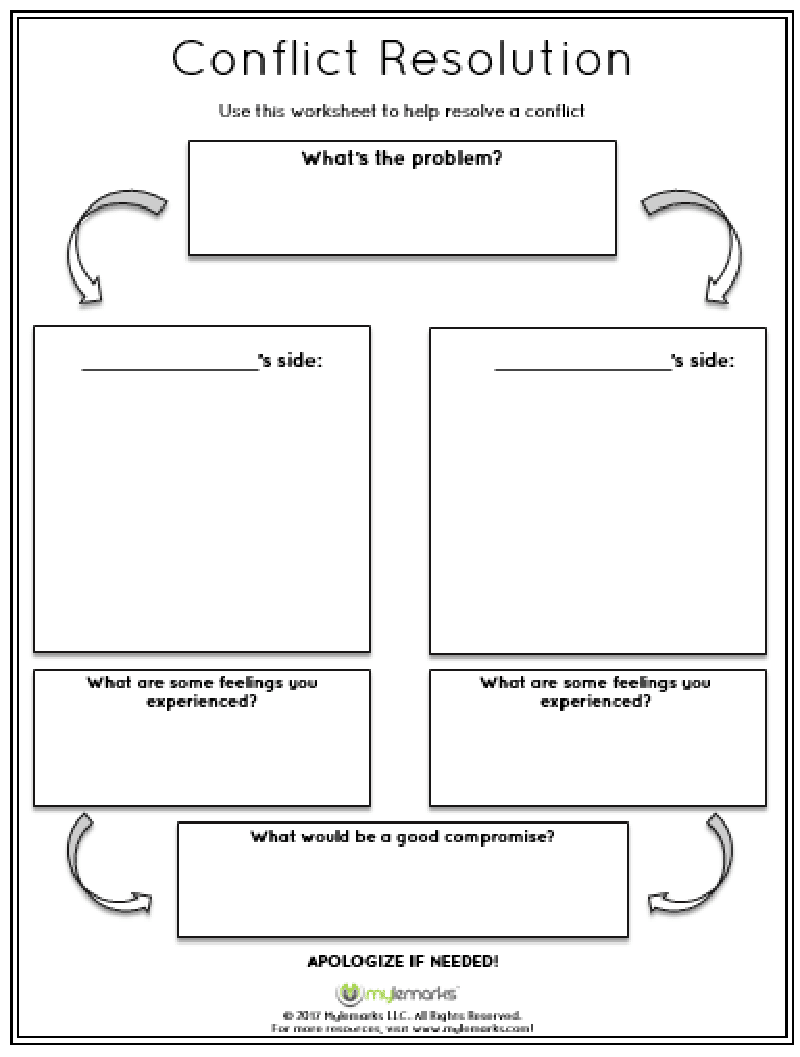 Conflict Resolution
Use this worksheet to help resolve a conflict
What's the problem?
______________'s side:
______________'s side:
What are some feelings you
experienced?
What are some feelings you
experienced?
What would be a good compromise?
APOLOGIZE IF NEEDED!
mylemarks
© 2017 Mylemarks LLC. All Rights Reserved.
For more resources, visit www.mylemarks.com!